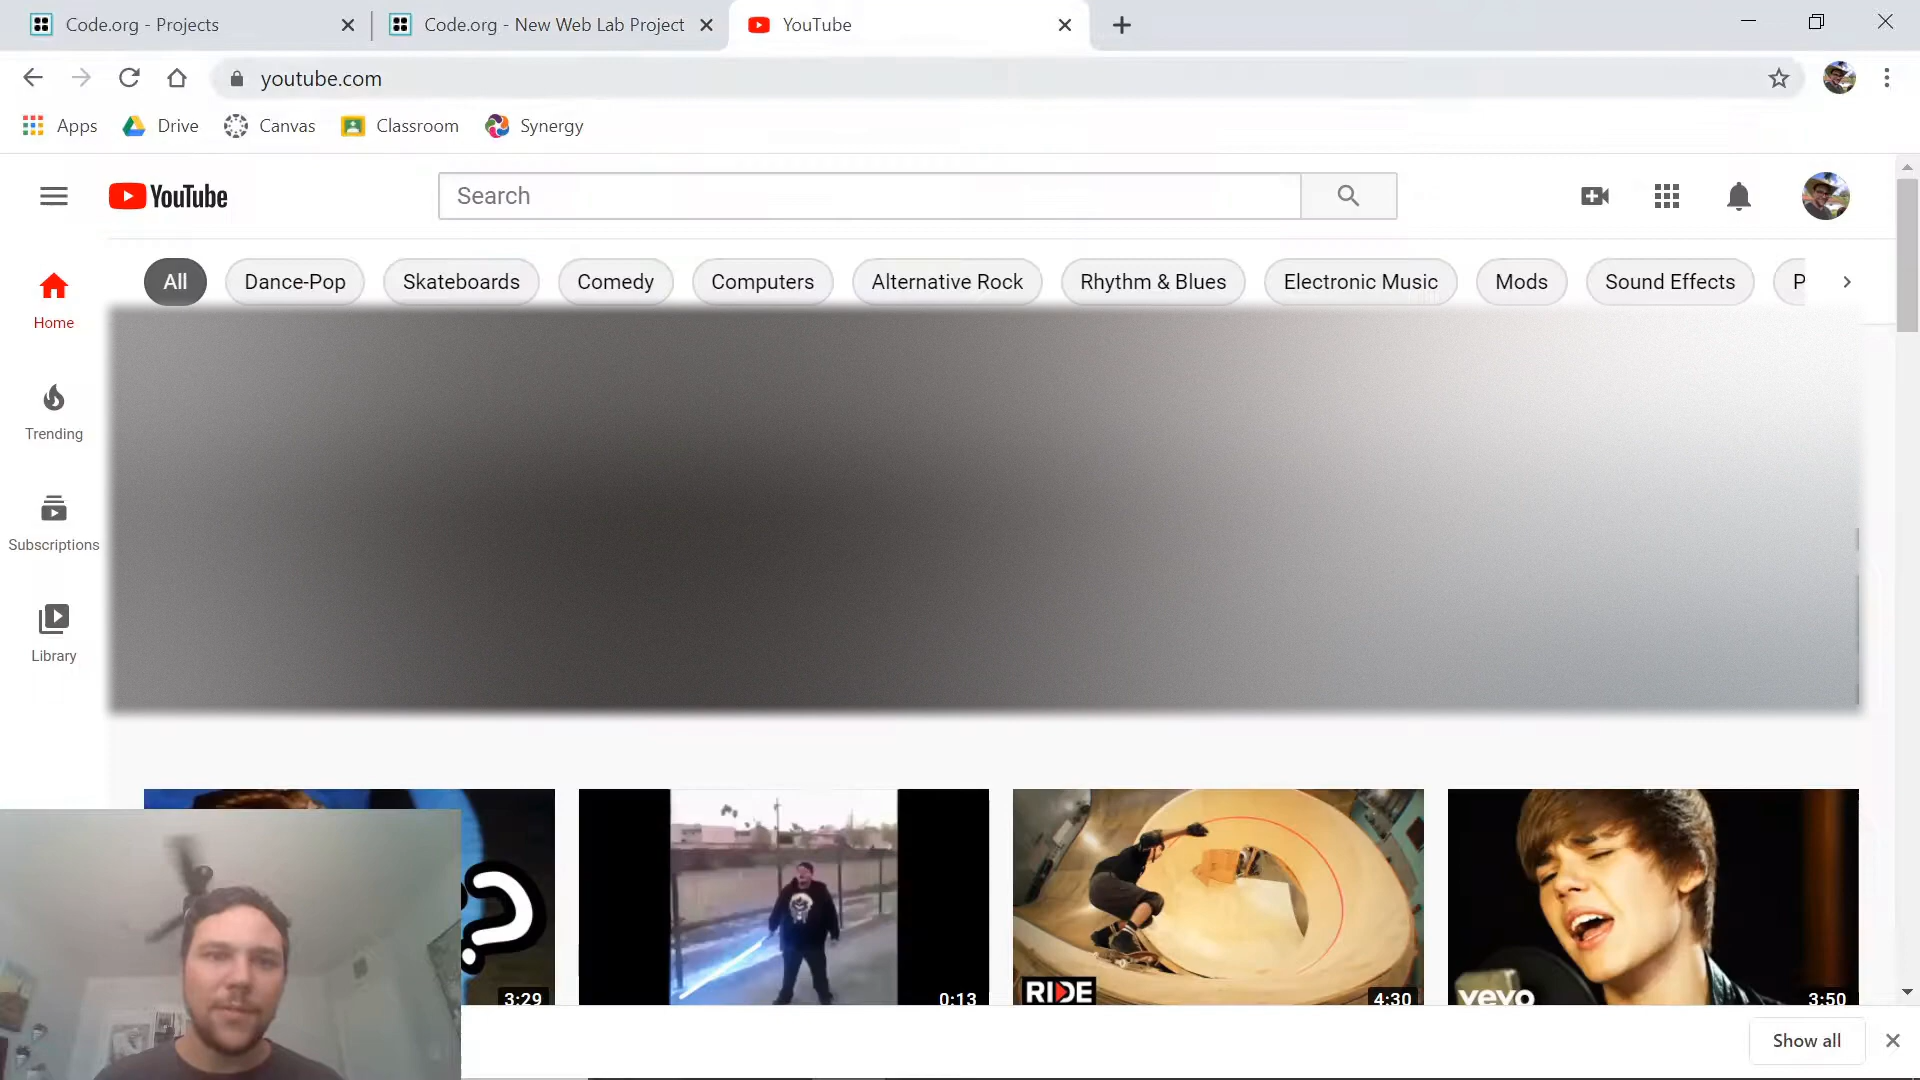 Code.org - Projects
Code.org - New Web Lab Project
YouTube
youtube.com
Apps
Drive
Canvas
Classroom
Synergy
YouTube
Search
All
Dance-Pop
Skateboards
Comedy
Computers
Alternative Rock
Rhythm & Blues
Electronic Music
Mods
Sound Effects
P
Home
Trending
Subscriptions
Library
?
3:29
0:13
RIDE
4:30
vevo
3:50
Show all